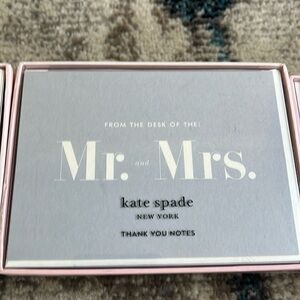 FROM THE DESK OF THE:
Mr. and Mrs.
kate spade
NEW YORK
THANK YOU NOTES